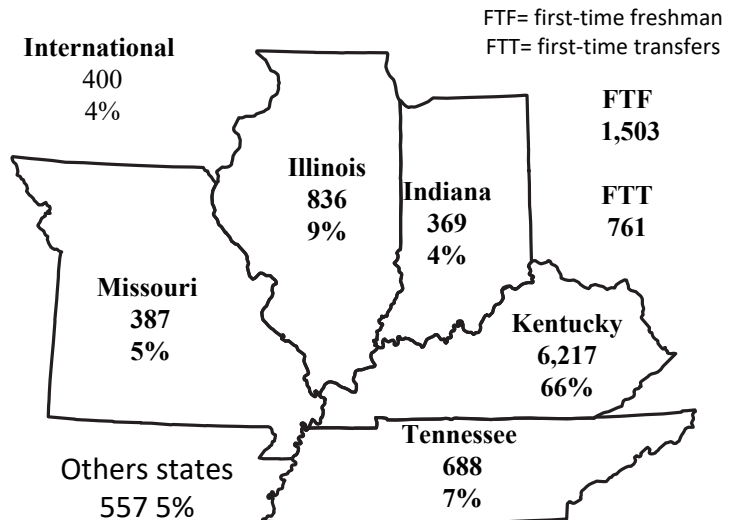 FTF= first-time freshman
FTT= first-time transfers
International
400
4%
FTF
1,503
Illinois
836
9%
Indiana
369
4%
FTT
761
Missouri
387
5%
Kentucky
6,217
66%
Tennessee
688
7%
Others states
557 5%